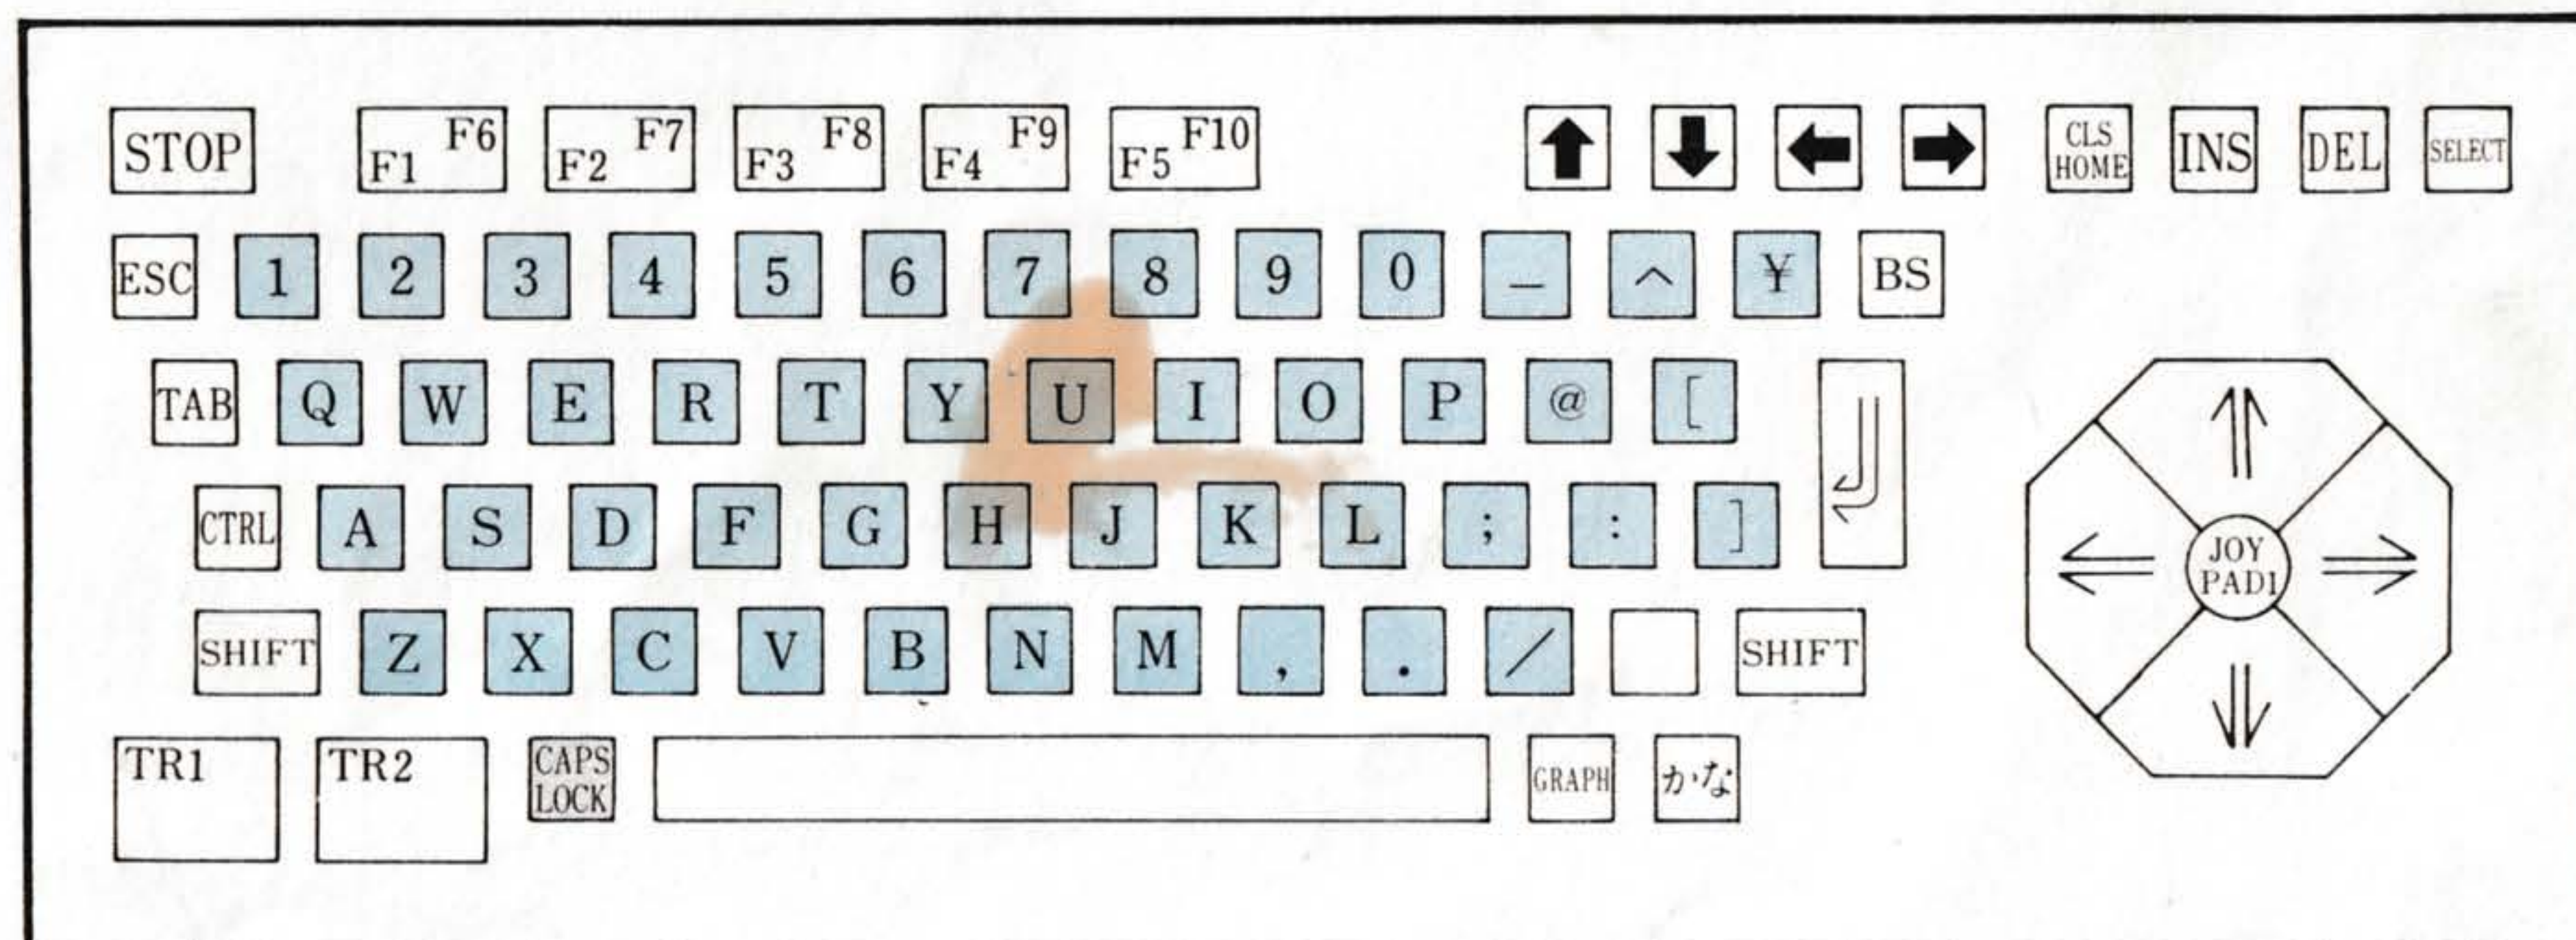 STOP F1 F6 F2 F7 F3 F8 F4 F9 F5 F10 ⬆ ⬇ ⬅ ➡ CLS HOME INS DEL SELECT
ESC 1 2 3 4 5 6 7 8 9 0 — ^ ¥ BS
TAB Q W E R T Y U I O P @ [
CTRL A S D F G H J K L ; : ]
JOY PAD1
SHIFT Z X C V B N M , . / SHIFT
TR1 TR2 CAPS LOCK GRAPH かな